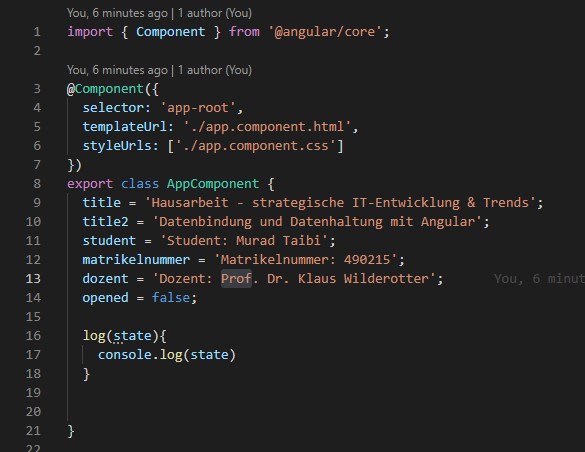 You, 6 minutes ago | 1 author (You)
1 import { Component } from '@angular/core';
2
You, 6 minutes ago | 1 author (You)
3 @Component({
4   selector: 'app-root',
5   templateUrl: './app.component.html',
6   styleUrls: ['./app.component.css']
7 })
8 export class AppComponent {
9   title = 'Hausarbeit - strategische IT-Entwicklung & Trends';
10   title2 = 'Datenbindung und Datenhaltung mit Angular';
11   student = 'Student: Murad Taibi';
12   matrikelnummer = 'Matrikelnummer: 490215';
13   dozent = 'Dozent: Prof. Dr. Klaus Wilderotter'; You, 6 minut
14   opened = false;
15
16   log(state){
17     console.log(state)
18   }
19
20
21 }
22